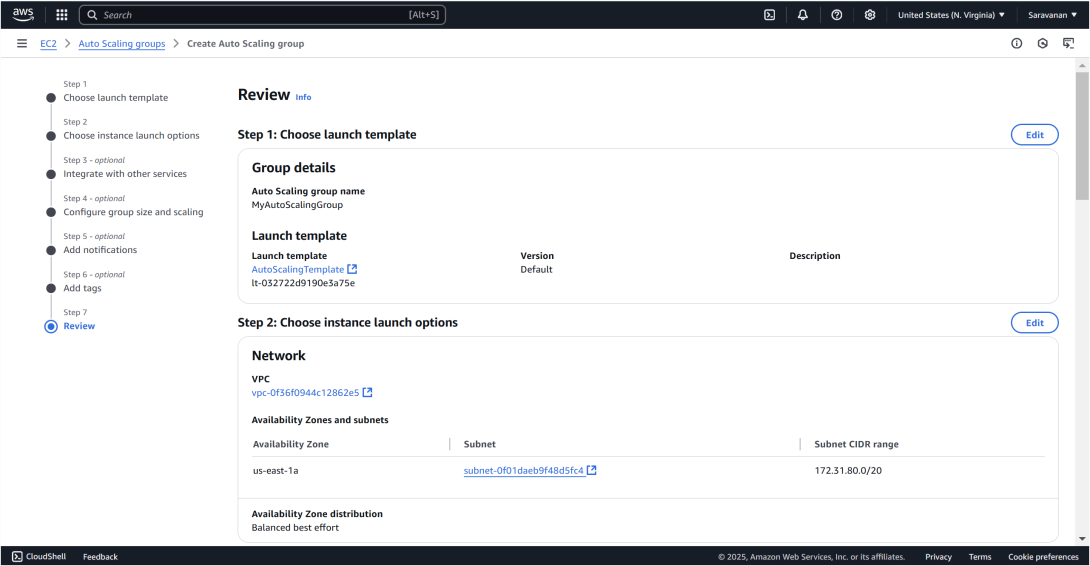 aws Search [Alt+S] United States (N. Virginia) Saravanan
EC2 Auto Scaling groups Create Auto Scaling group
Step 1
Choose launch template
Step 2
Choose instance launch options
Step 3 - optional
Integrate with other services
Step 4 - optional
Configure group size and scaling
Step 5 - optional
Add notifications
Step 6 - optional
Add tags
Step 7
Review
Review Info
Step 1: Choose launch template Edit
Group details
Auto Scaling group name
MyAutoScalingGroup
Launch template
Launch template Version Description
AutoScalingTemplate Default
lt-032722d9190e3a75e
Step 2: Choose instance launch options Edit
Network
VPC
vpc-0f36f0944c12862e5
Availability Zones and subnets
Availability Zone Subnet Subnet CIDR range
us-east-1a subnet-0f01daeb9f48d5fc4 172.31.80.0/20
Availability Zone distribution
Balanced best effort
CloudShell Feedback © 2025, Amazon Web Services, Inc. or its affiliates. Privacy Terms Cookie preferences